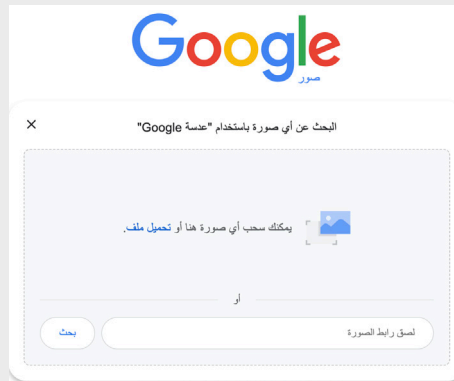 Google
صور
البحث عن أي صورة باستخدام "عدسة Google"
يمكنك سحب أي صورة هنا أو تحميل ملف.
أو
لصق رابط الصورة
بحث